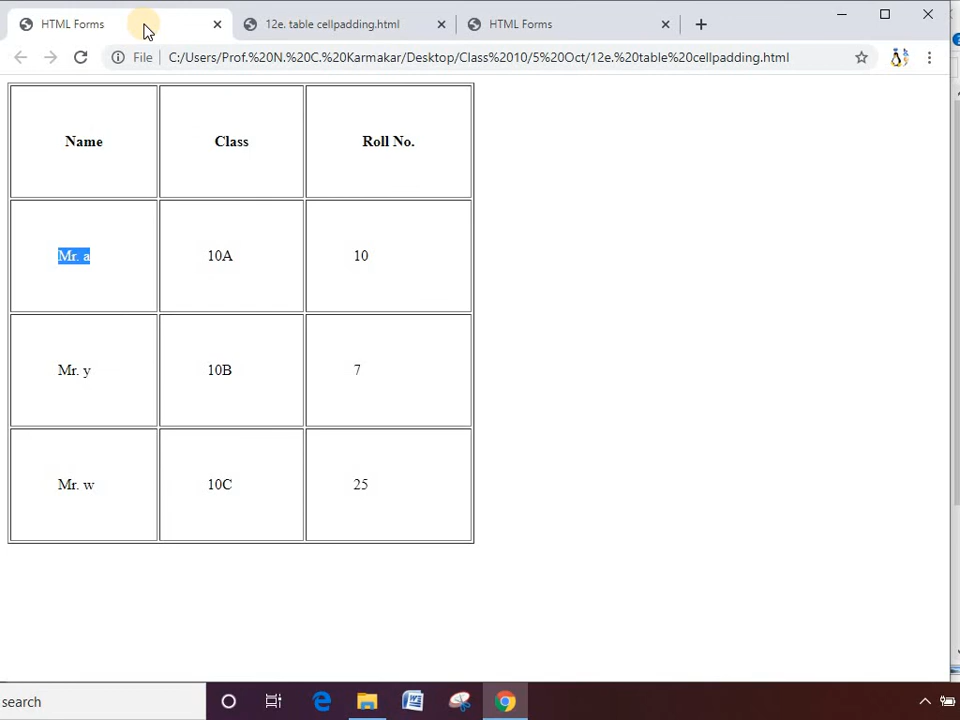 HTML Forms 12e. table cellpadding.html HTML Forms
File C:/Users/Prof.%20N.%20C.%20Karmakar/Desktop/Class%2010/5%20Oct/12e.%20table%20cellpadding.html
Name Class Roll No.
Mr. a 10A 10
Mr. y 10B 7
Mr. w 10C 25
search